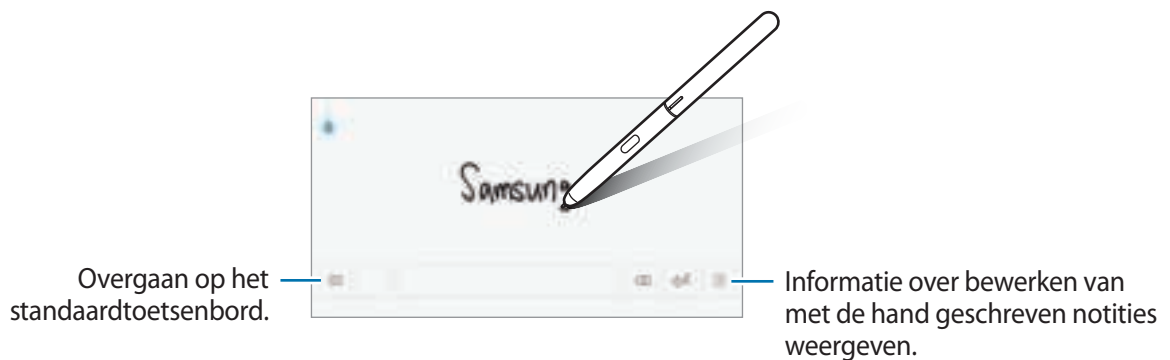 Samsung
Overgaan op het
standaardtoetsenbord.
Informatie over bewerken van
met de hand geschreven notities
weergeven.